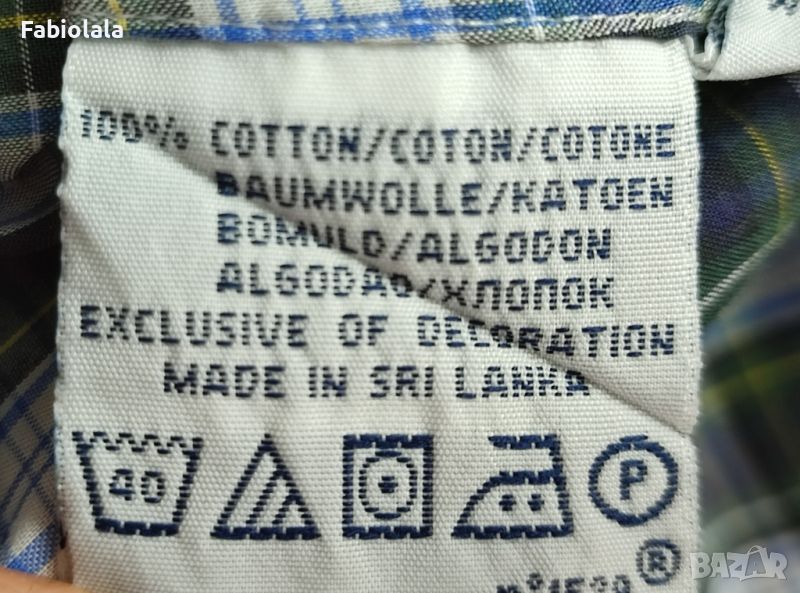 Fabiolala
100% COTTON/COTON/COTONE
BAUMWOLLE/KATOEN
BOMULD/ALGODON
ALGODAO/ХЛОПОК
EXCLUSIVE OF DECORATION
MADE IN SRI LANKA
40 P
®
BAZAR